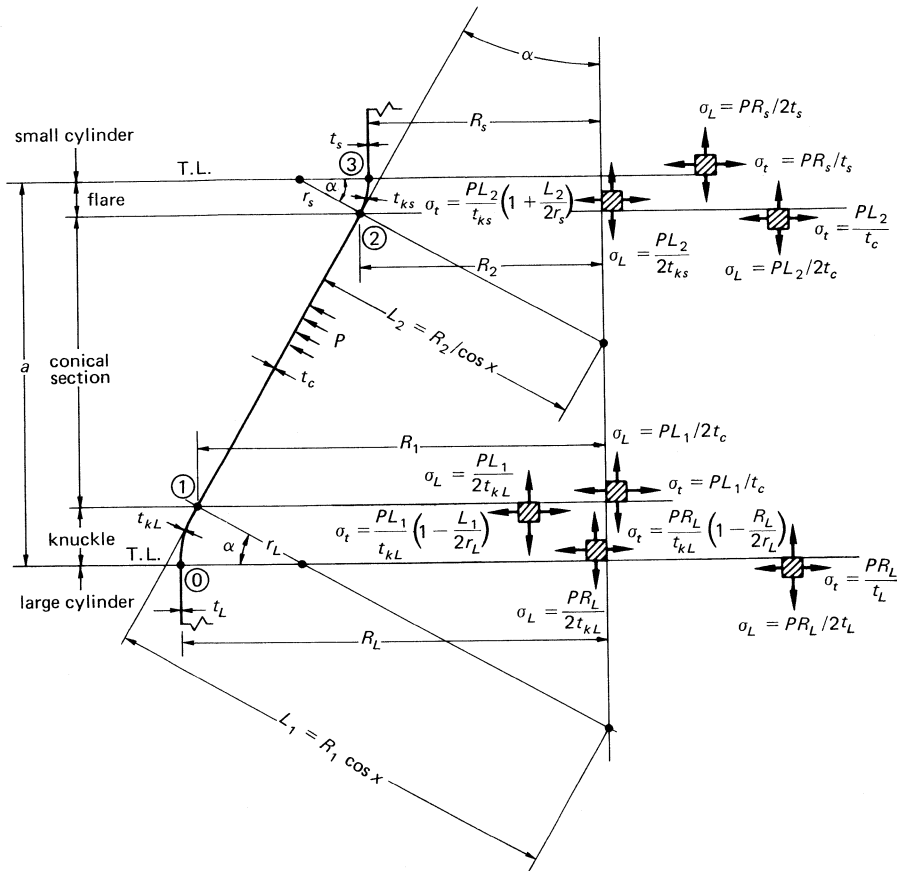 α
σ_L = PR_s/2t_s
small cylinder
t_s
R_s
T.L.
③
σ_t = PR_s/t_s
flare
r_s
α
t_ks
σ_t = PL_2/t_ks (1 + L_2/2r_s)
②
σ_t = PL_2/t_c
R_2
σ_L = PL_2/2t_ks
σ_L = PL_2/2t_c
L_2 = R_2/cos x
P
a
conical
section
t_c
R_1
σ_L = PL_1/2t_c
①
σ_L = PL_1/2t_kL
σ_t = PL_1/t_c
t_kL
knuckle
α
r_L
σ_t = PL_1/t_kL (1 − L_1/2r_L)
σ_t = PR_L/t_kL (1 − R_L/2r_L)
T.L.
⓪
large cylinder
t_L
σ_L = PR_L/2t_kL
σ_t = PR_L/t_L
σ_L = PR_L/2t_L
R_L
L_1 = R_1 cos x